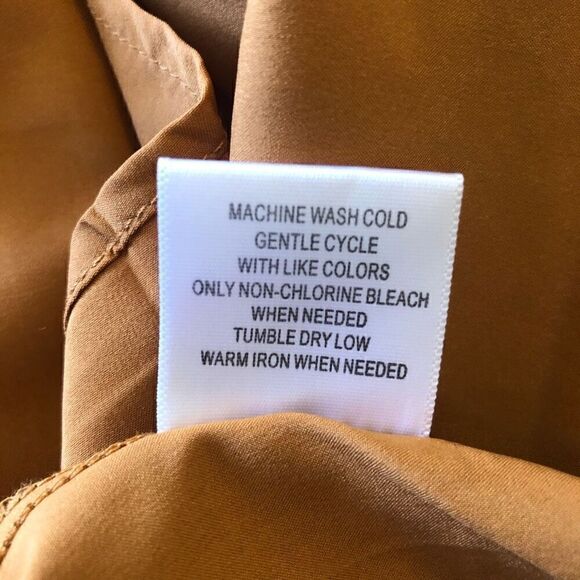 MACHINE WASH COLD
GENTLE CYCLE
WITH LIKE COLORS
ONLY NON-CHLORINE BLEACH
WHEN NEEDED
TUMBLE DRY LOW
WARM IRON WHEN NEEDED